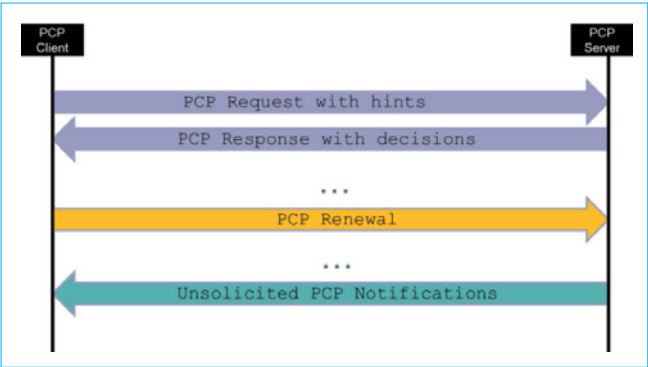 PCP
Client
PCP
Server
PCP Request with hints
PCP Response with decisions
...
PCP Renewal
...
Unsolicited PCP Notifications